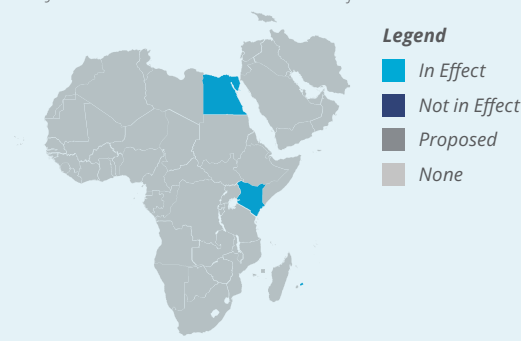 Legend
In Effect
Not in Effect
Proposed
None